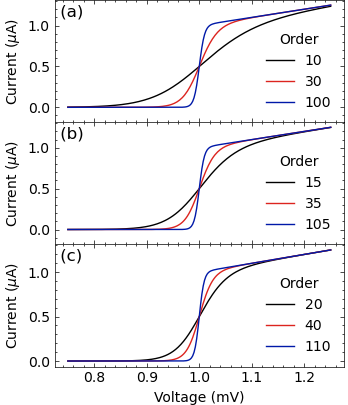 (a)
Current (μA)
1.0
0.5
0.0
Order
10
30
100
(b)
Current (μA)
1.0
0.5
0.0
Order
15
35
105
(c)
Current (μA)
1.0
0.5
0.0
Order
20
40
110
0.8 0.9 1.0 1.1 1.2
Voltage (mV)